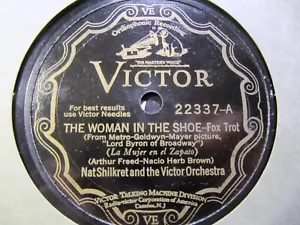 VE
Orthophonic Recording
"HIS MASTER'S VOICE"
VICTOR
For best results
use Victor Needles
22337-A
THE WOMAN IN THE SHOE-Fox Trot
(From Metro-Goldwyn-Mayer picture,
"Lord Byron of Broadway")
(La Mujer en el Zapato)
(Arthur Freed-Nacio Herb Brown)
Nat Shilkret and the Victor Orchestra
VICTOR TALKING MACHINE DIVISION
Radio-Victor Corporation of America
Camden, N.J.
VE